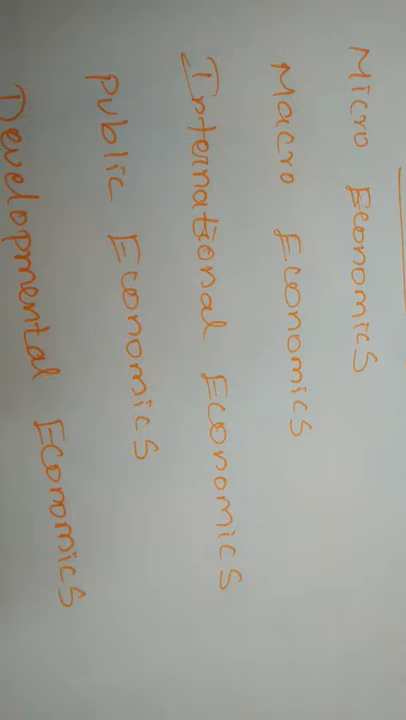 Micro Economics
Macro Economics
International Economics
Public Economics
Developmental Economics